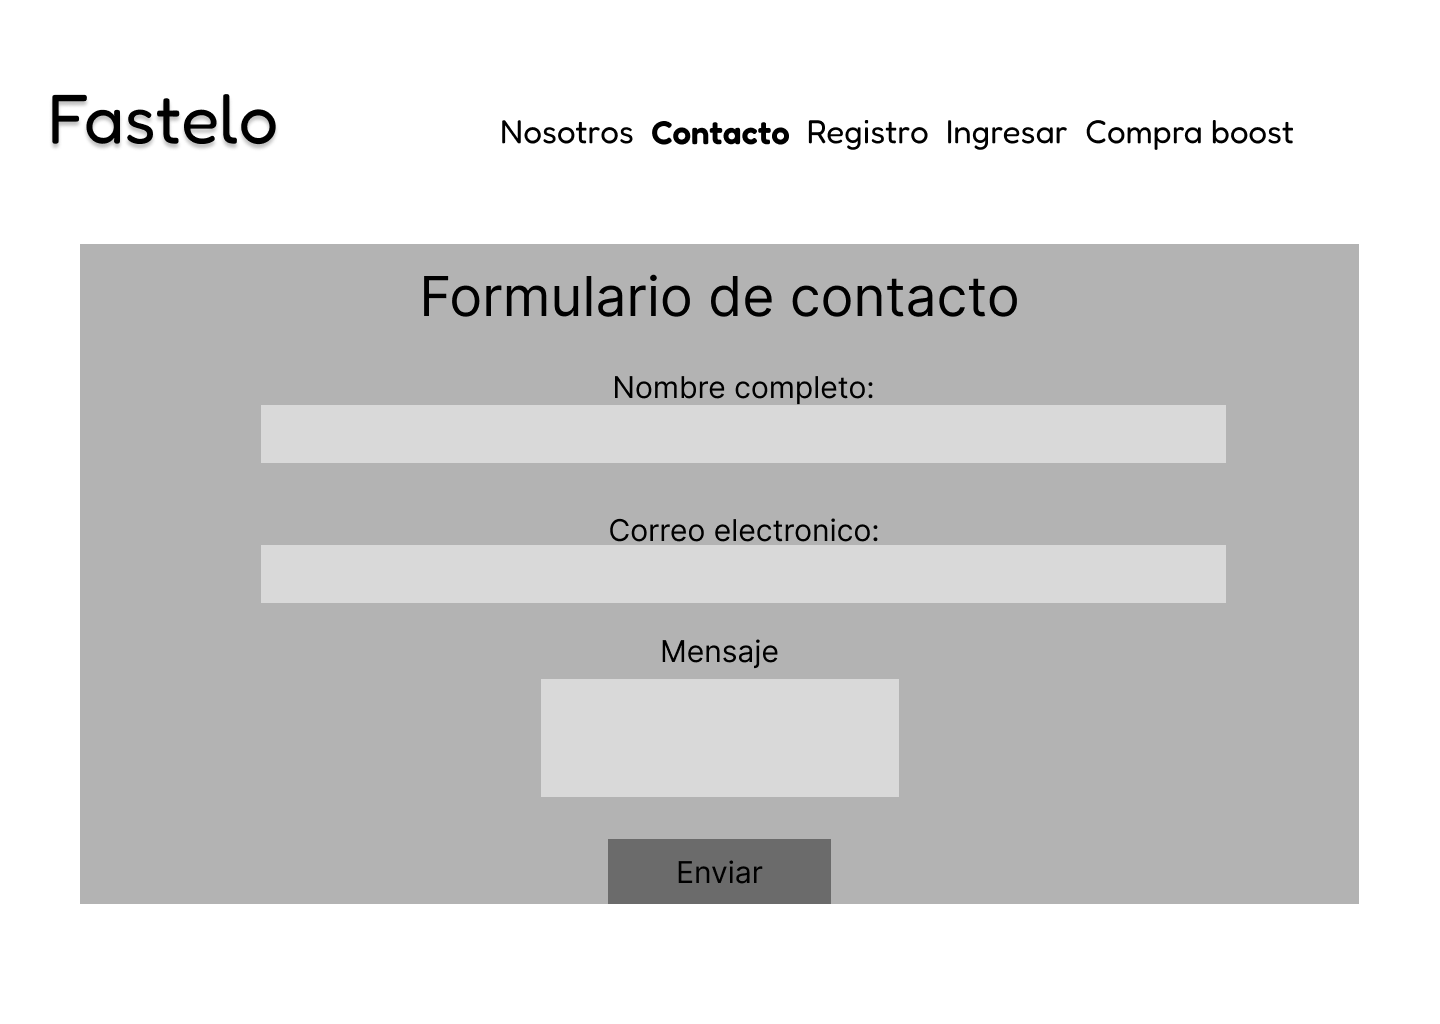 Fastelo
Nosotros Contacto Registro Ingresar Compra boost
Formulario de contacto
Nombre completo:
Correo electronico:
Mensaje
Enviar